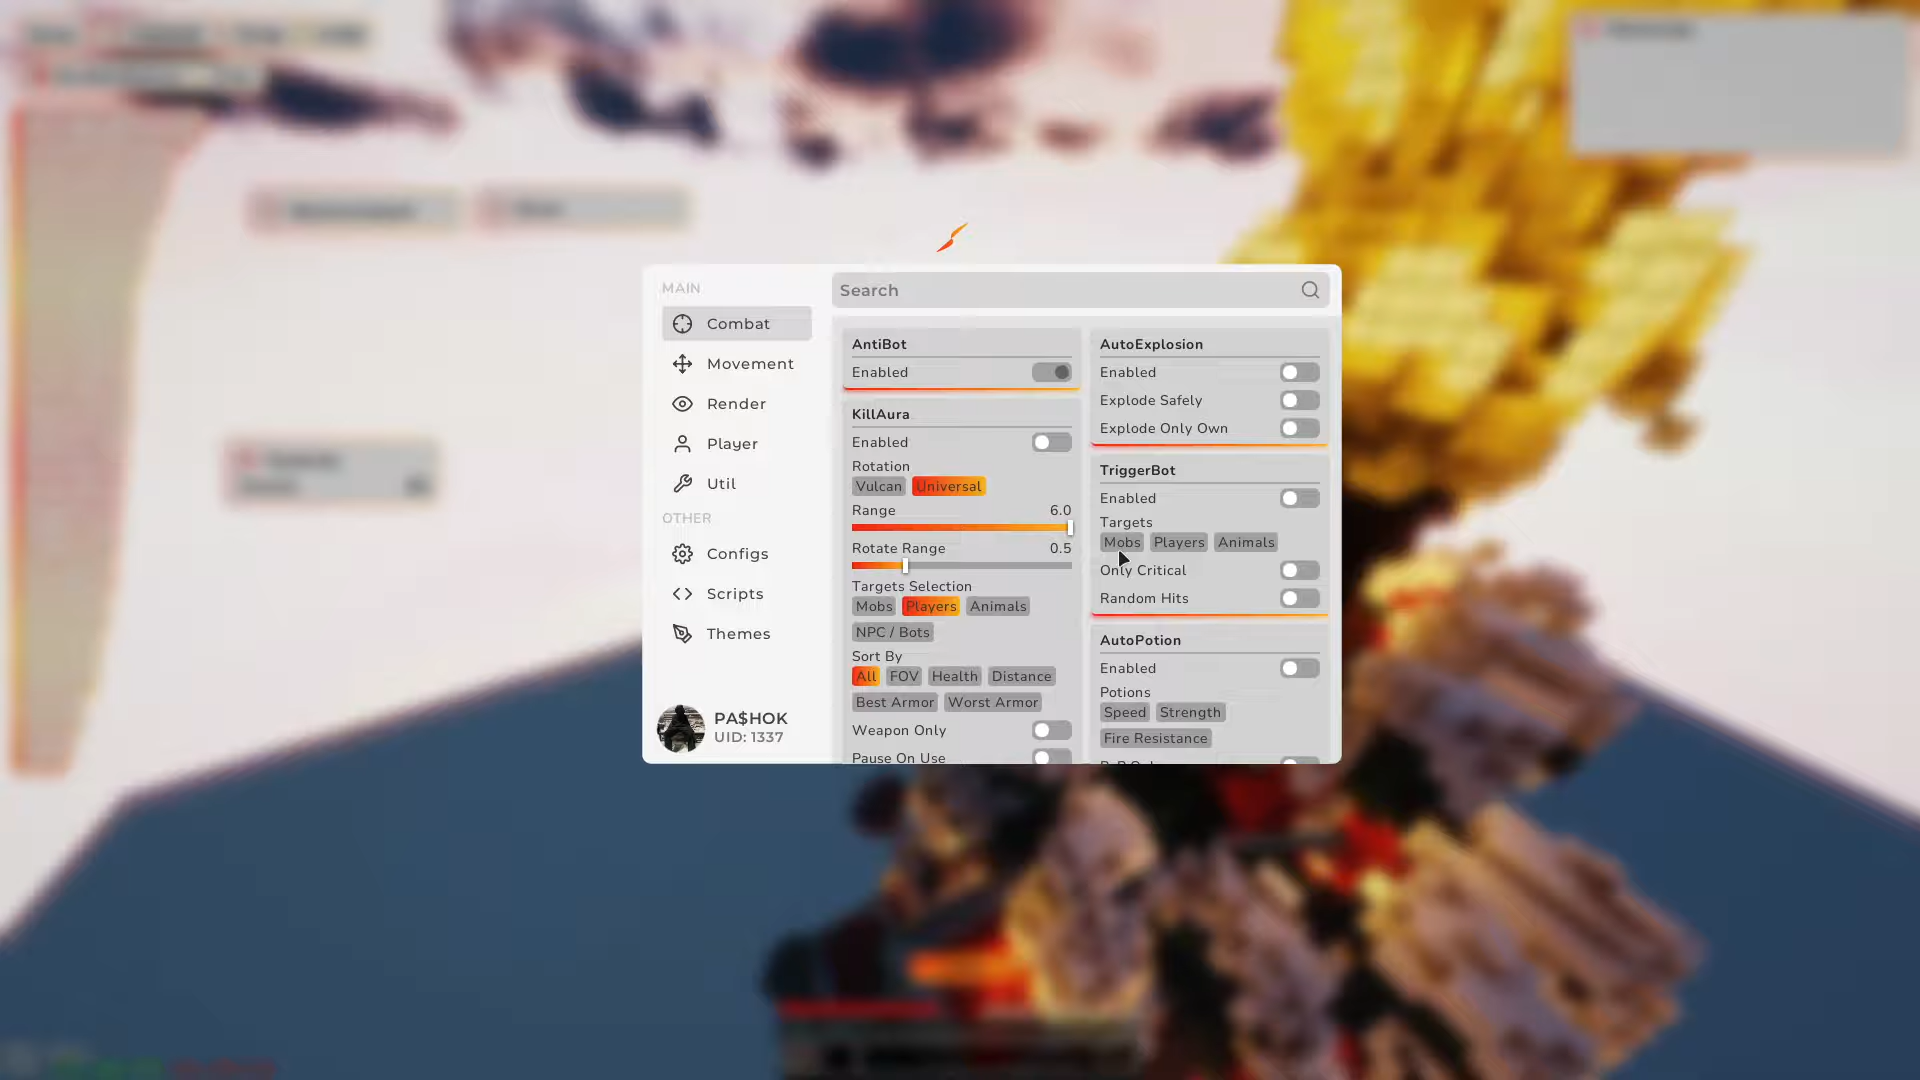 MAIN
Combat
Movement
Render
Player
Util
OTHER
Configs
Scripts
Themes
PA$HOK
UID: 1337
Search
AntiBot
Enabled
KillAura
Enabled
Rotation
Vulcan Universal
Range 6.0
Rotate Range 0.5
Targets Selection
Mobs Players Animals
NPC / Bots
Sort By
All FOV Health Distance
Best Armor Worst Armor
Weapon Only
Pause On Use
AutoExplosion
Enabled
Explode Safely
Explode Only Own
TriggerBot
Enabled
Targets
Mobs Players Animals
Only Critical
Random Hits
AutoPotion
Enabled
Potions
Speed Strength
Fire Resistance